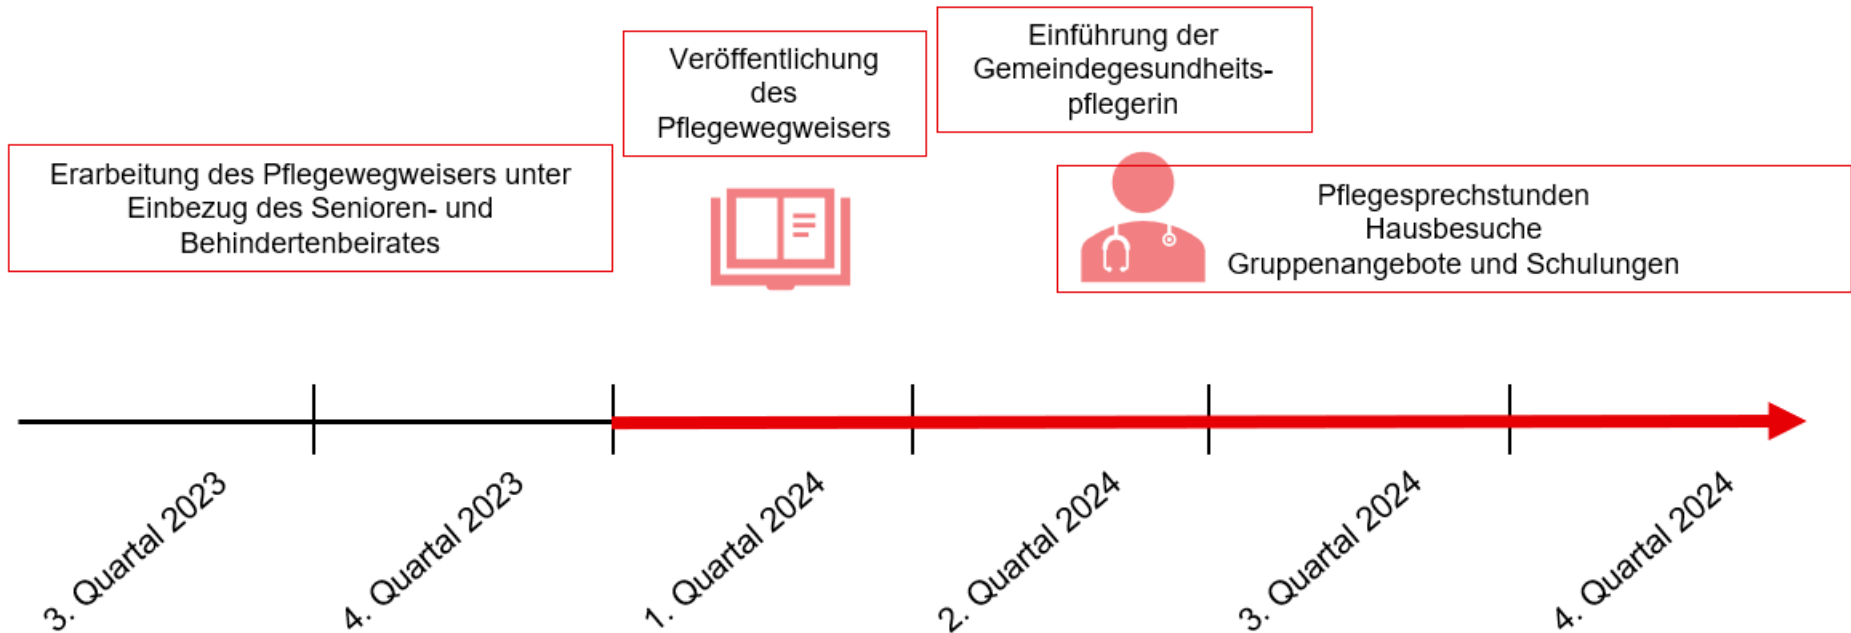 Einführung der
Gemeindegesundheits-
pflegerin
Veröffentlichung
des
Pflegewegweisers
Erarbeitung des Pflegewegweisers unter
Einbezug des Senioren- und
Behindertenbeirates
Pflegesprechstunden
Hausbesuche
Gruppenangebote und Schulungen
3. Quartal 2023
4. Quartal 2023
1. Quartal 2024
2. Quartal 2024
3. Quartal 2024
4. Quartal 2024